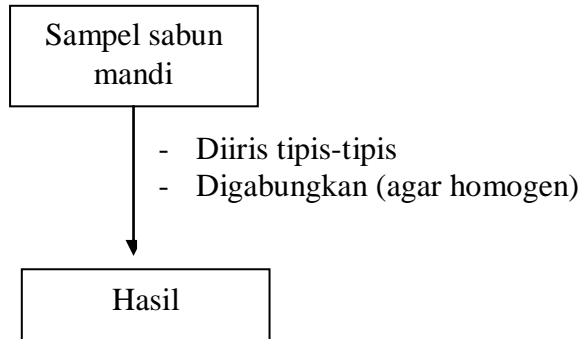 Sampel sabun
mandi
- Diiris tipis-tipis
- Digabungkan (agar homogen)
Hasil